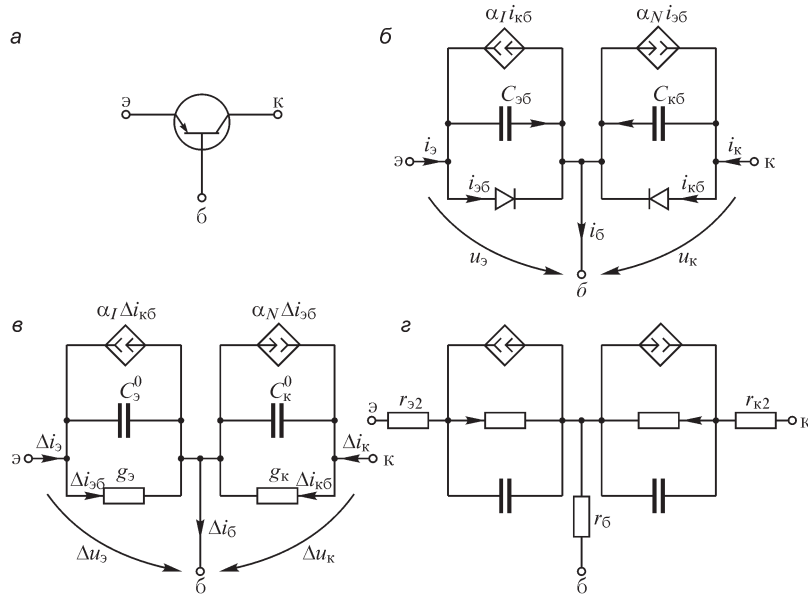 а
Э
К
б
б
α_I i_кб
α_N i_эб
C_эб
C_кб
i_э
i_к
Э
К
i_эб
i_кб
i_б
u_э
u_к
б
в
α_I Δi_кб
α_N Δi_эб
C_э^0
C_к^0
Δi_э
Δi_к
Э
К
Δi_эб
g_э
g_к
Δi_кб
Δi_б
Δu_э
Δu_к
б
г
Э
r_э2
r_к2
К
r_б
б